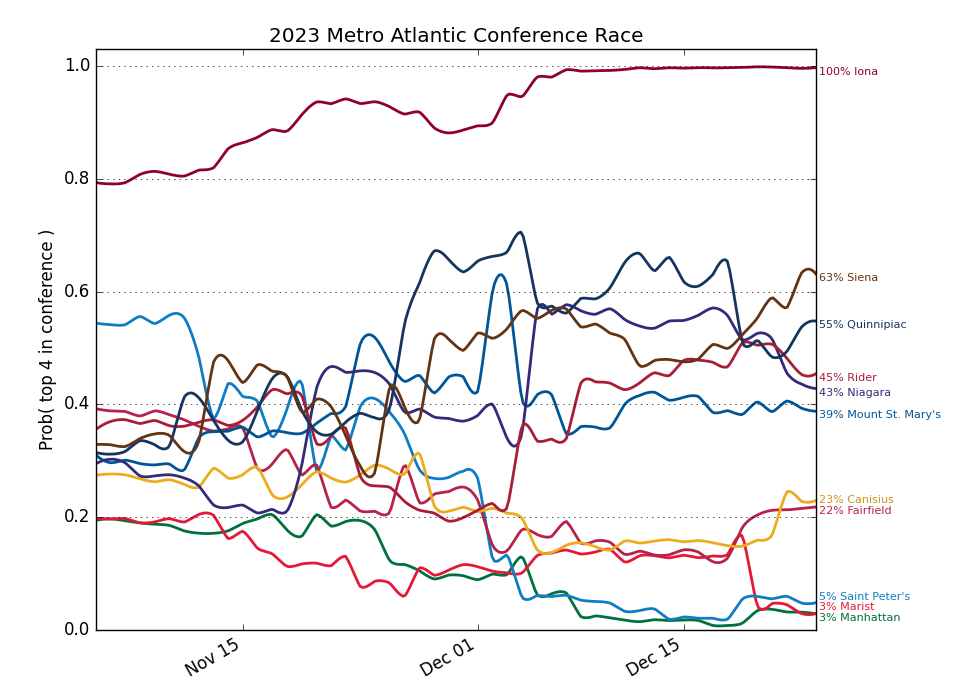 2023 Metro Atlantic Conference Race
Prob( top 4 in conference )
1.0
0.8
0.6
0.4
0.2
0.0
Nov 15
Dec 01
Dec 15
100% Iona
63% Siena
55% Quinnipiac
45% Rider
43% Niagara
39% Mount St. Mary's
23% Canisius
22% Fairfield
5% Saint Peter's
3% Marist
3% Manhattan